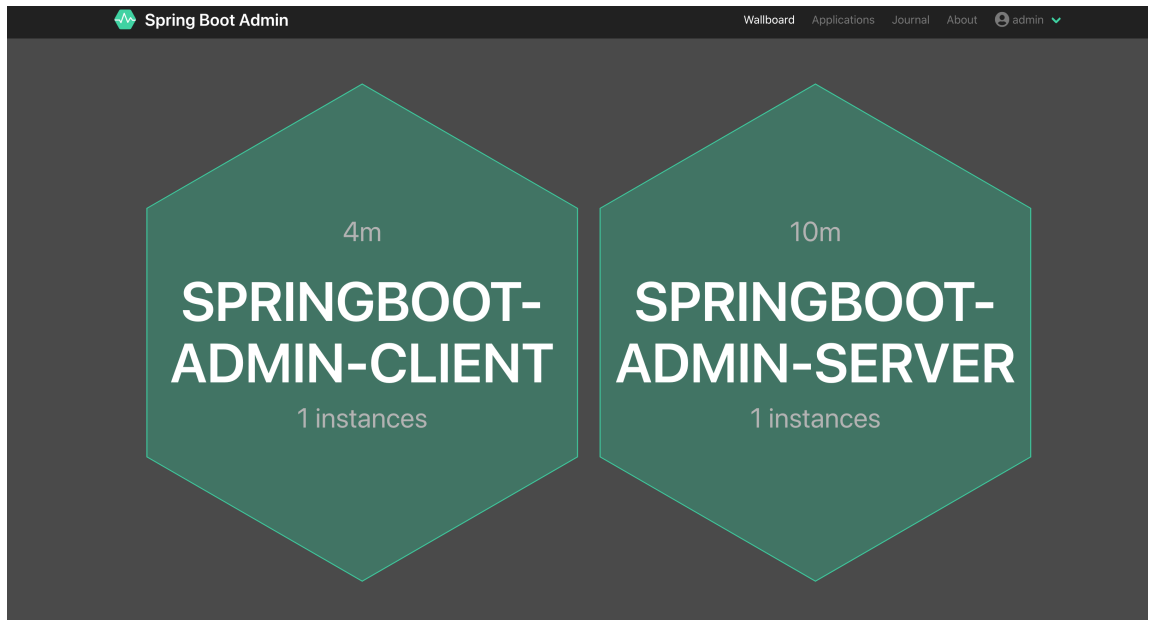 Spring Boot Admin
Wallboard Applications Journal About admin
4m
SPRINGBOOT-
ADMIN-CLIENT
1 instances
10m
SPRINGBOOT-
ADMIN-SERVER
1 instances